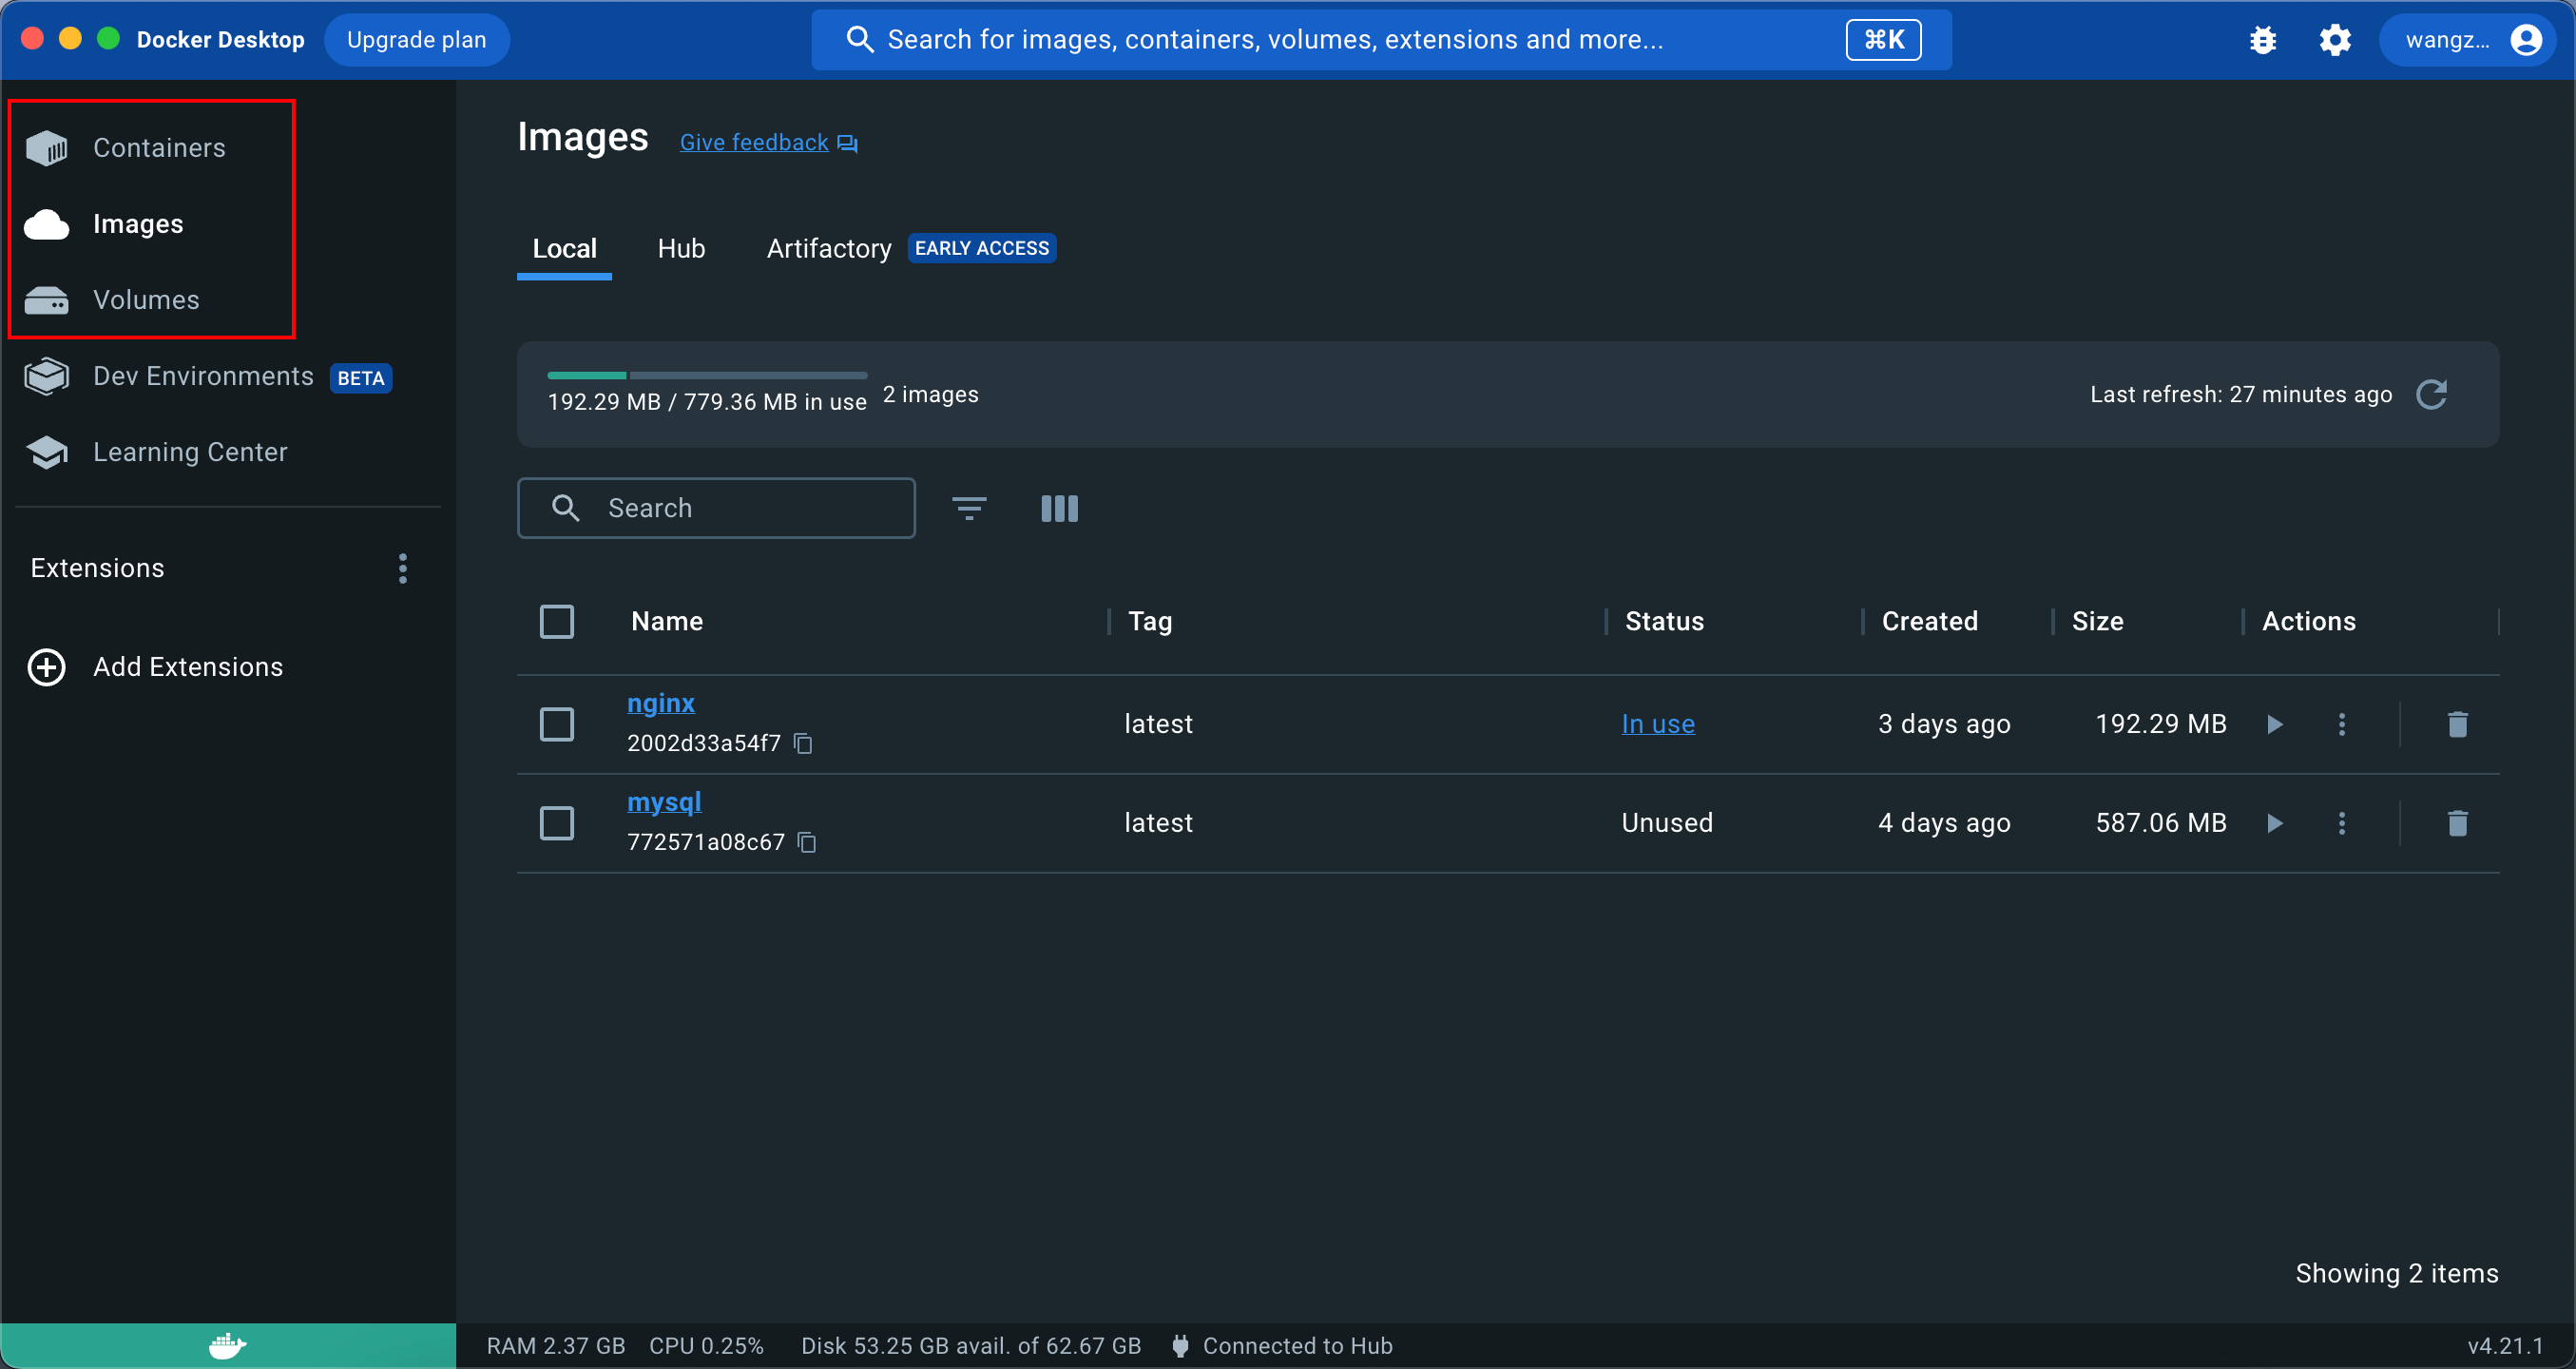 Docker Desktop
Upgrade plan
Search for images, containers, volumes, extensions and more...
⌘K
wangz...
Containers
Images
Volumes
Dev Environments BETA
Learning Center
Extensions
Add Extensions
Images
Give feedback
Local Hub Artifactory EARLY ACCESS
192.29 MB / 779.36 MB in use
2 images
Last refresh: 27 minutes ago
Search
Name Tag Status Created Size Actions
nginx
2002d33a54f7
latest In use 3 days ago 192.29 MB
mysql
772571a08c67
latest Unused 4 days ago 587.06 MB
Showing 2 items
RAM 2.37 GB CPU 0.25% Disk 53.25 GB avail. of 62.67 GB Connected to Hub v4.21.1